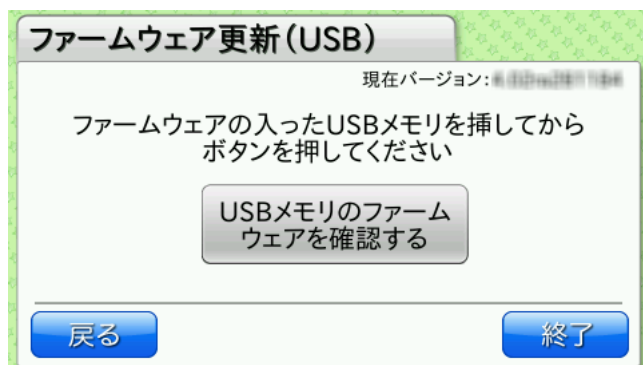 ファームウェア更新（USB）
現在バージョン：
ファームウェアの入ったUSBメモリを挿してから
ボタンを押してください
USBメモリのファーム
ウェアを確認する
戻る
終了